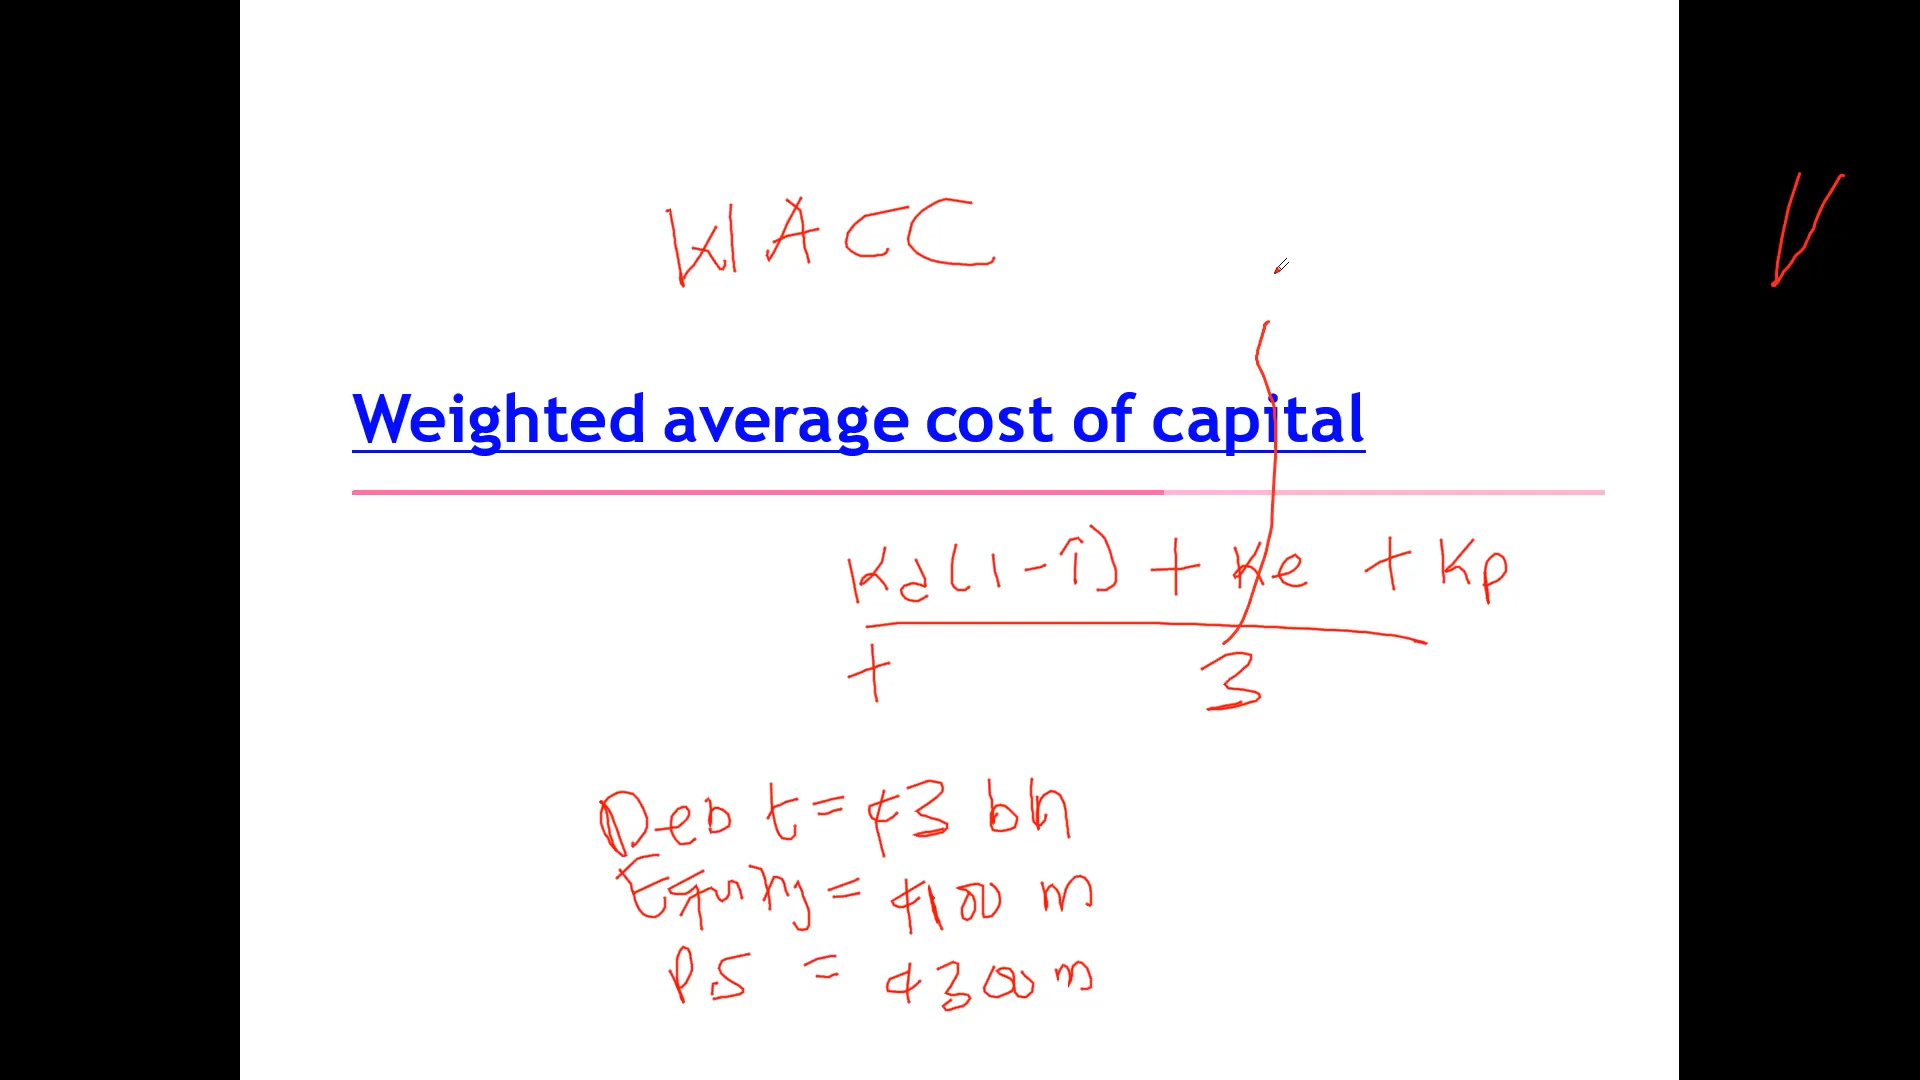 WACC
V
Weighted average cost of capital
Kd(1-T) + Ke + Kp
+ 3
Debt = ¢3 bn
Equity = ¢100 m
PS = ¢300 m